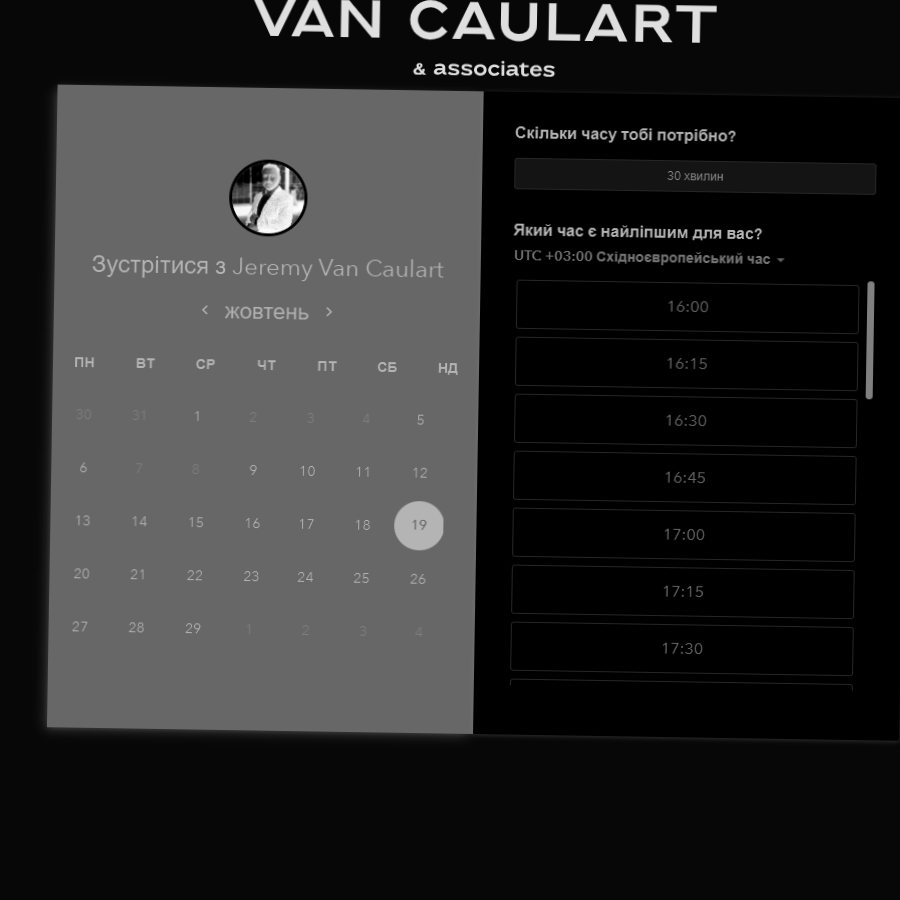 VAN CAULART
& associates
Зустрітися з Jeremy Van Caulart
жовтень
ПН ВТ СР ЧТ ПТ СБ НД
30 31 1 2 3 4 5
6 7 8 9 10 11 12
13 14 15 16 17 18 19
20 21 22 23 24 25 26
27 28 29 1 2 3 4
Скільки часу тобі потрібно?
30 хвилин
Який час є найліпшим для вас?
UTC +03:00 Східноєвропейський час
16:00
16:15
16:30
16:45
17:00
17:15
17:30